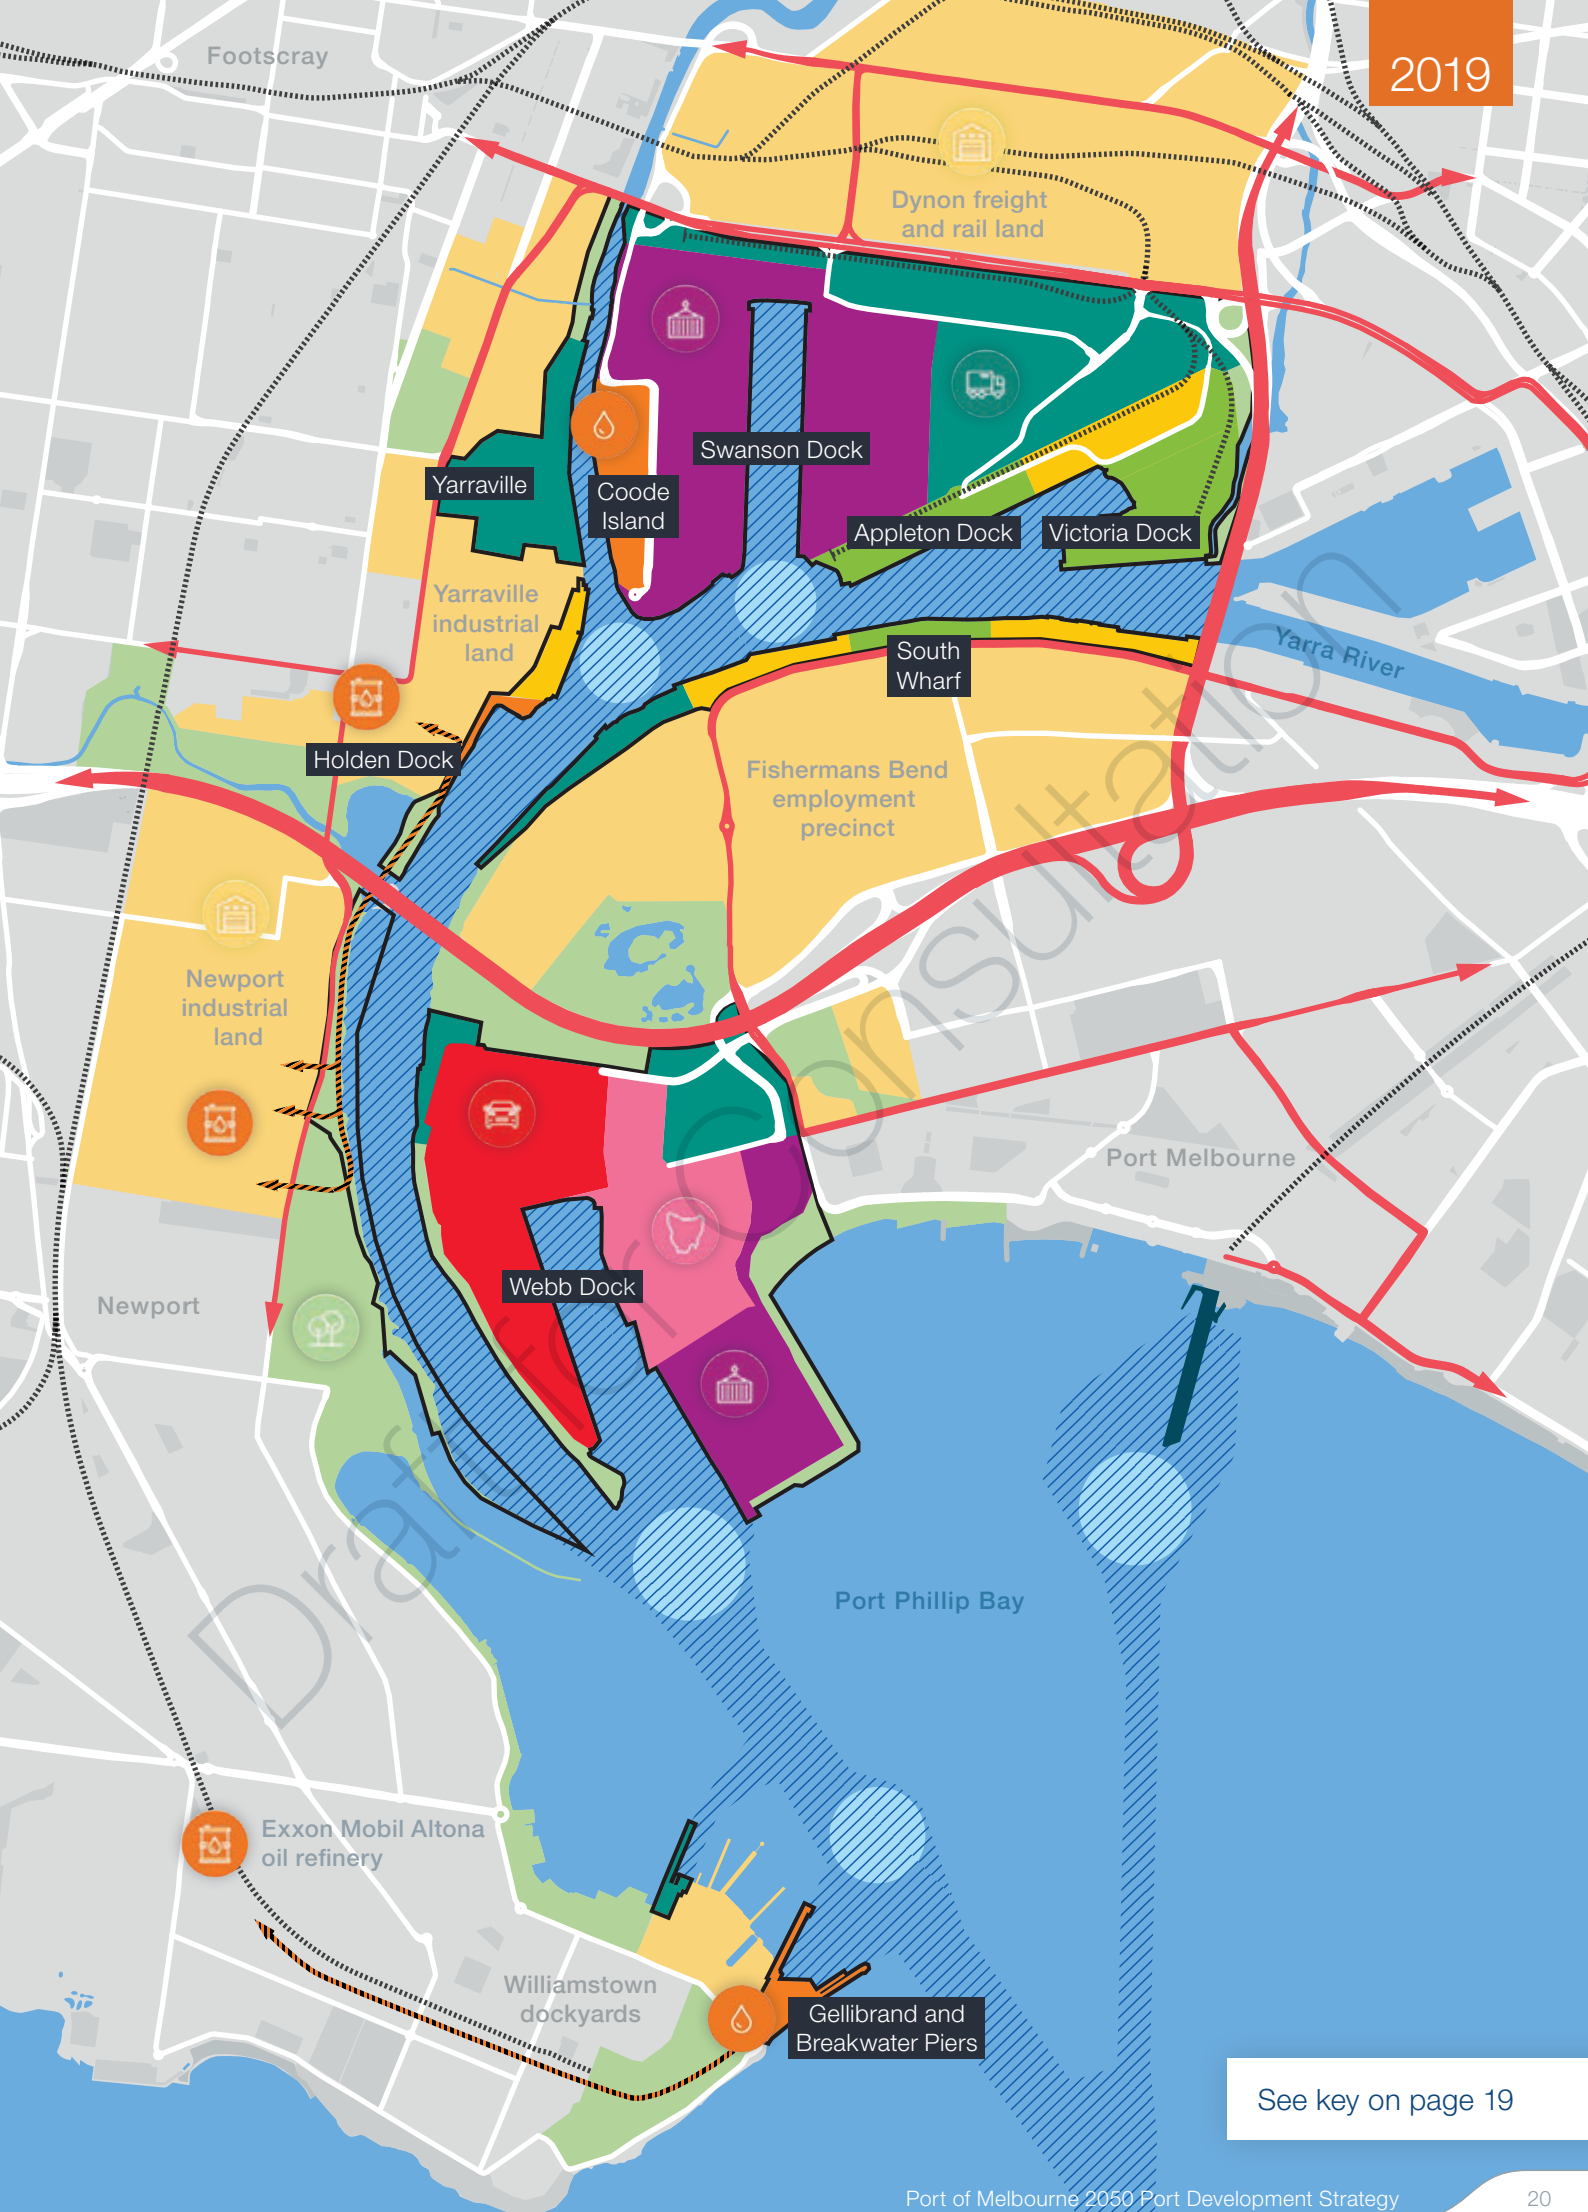 2019
Footscray
Dynon freight
and rail land
Swanson Dock
Yarraville
Coode
Island
Appleton Dock
Victoria Dock
Yarraville
industrial
land
South
Wharf
Yarra River
Holden Dock
Fishermans Bend
employment
precinct
Newport
industrial
land
Port Melbourne
Webb Dock
Newport
Port Phillip Bay
Exxon Mobil Altona
oil refinery
Williamstown
dockyards
Gellibrand and
Breakwater Piers
Draft for Consultation
See key on page 19
Port of Melbourne 2050 Port Development Strategy
20